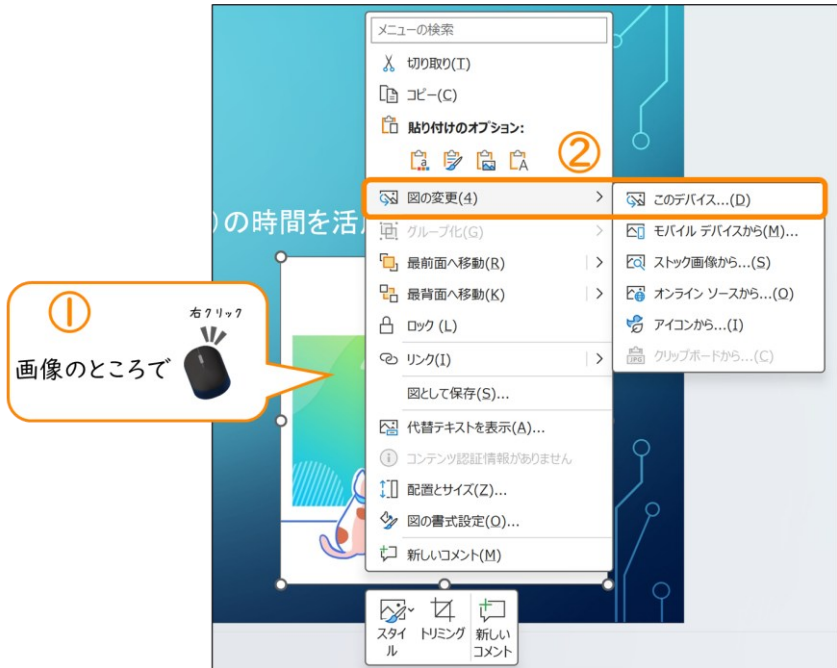 メニューの検索
切り取り(T)
コピー(C)
貼り付けのオプション:
②
図の変更(4)
このデバイス...(D)
モバイル デバイスから(M)...
ストック画像から...(S)
オンライン ソースから...(O)
アイコンから...(I)
クリップボードから...(C)
グループ化(G)
最前面へ移動(R)
最背面へ移動(K)
ロック (L)
リンク(I)
図として保存(S)...
代替テキストを表示(A)...
コンテンツ認証情報がありません
配置とサイズ(Z)...
図の書式設定(O)...
新しいコメント(M)
スタイル
トリミング
新しい
コメント
)の時間を活
①
右クリック
画像のところで